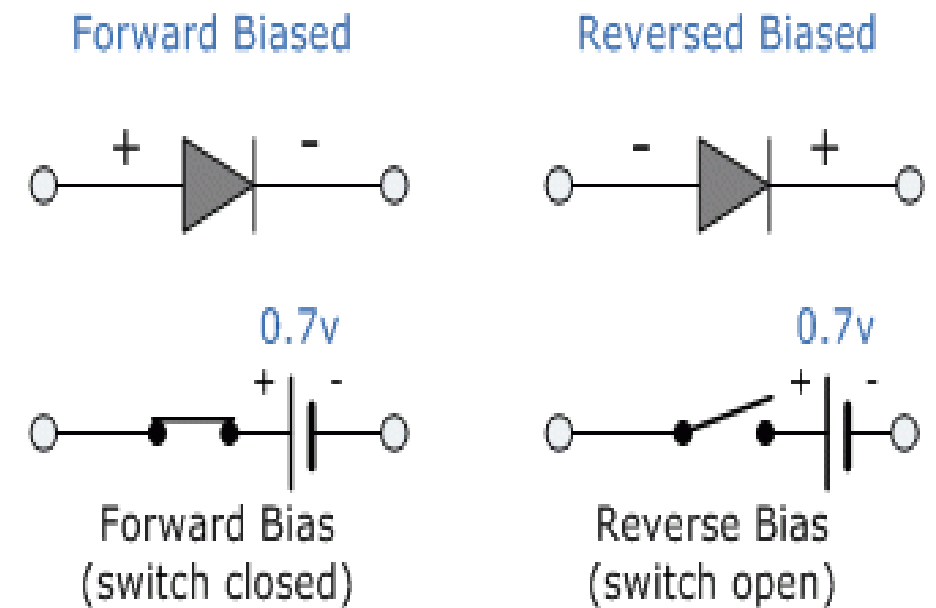 Forward Biased
Reversed Biased
+ -
- +
0.7v
0.7v
+ -
+ -
Forward Bias
(switch closed)
Reverse Bias
(switch open)